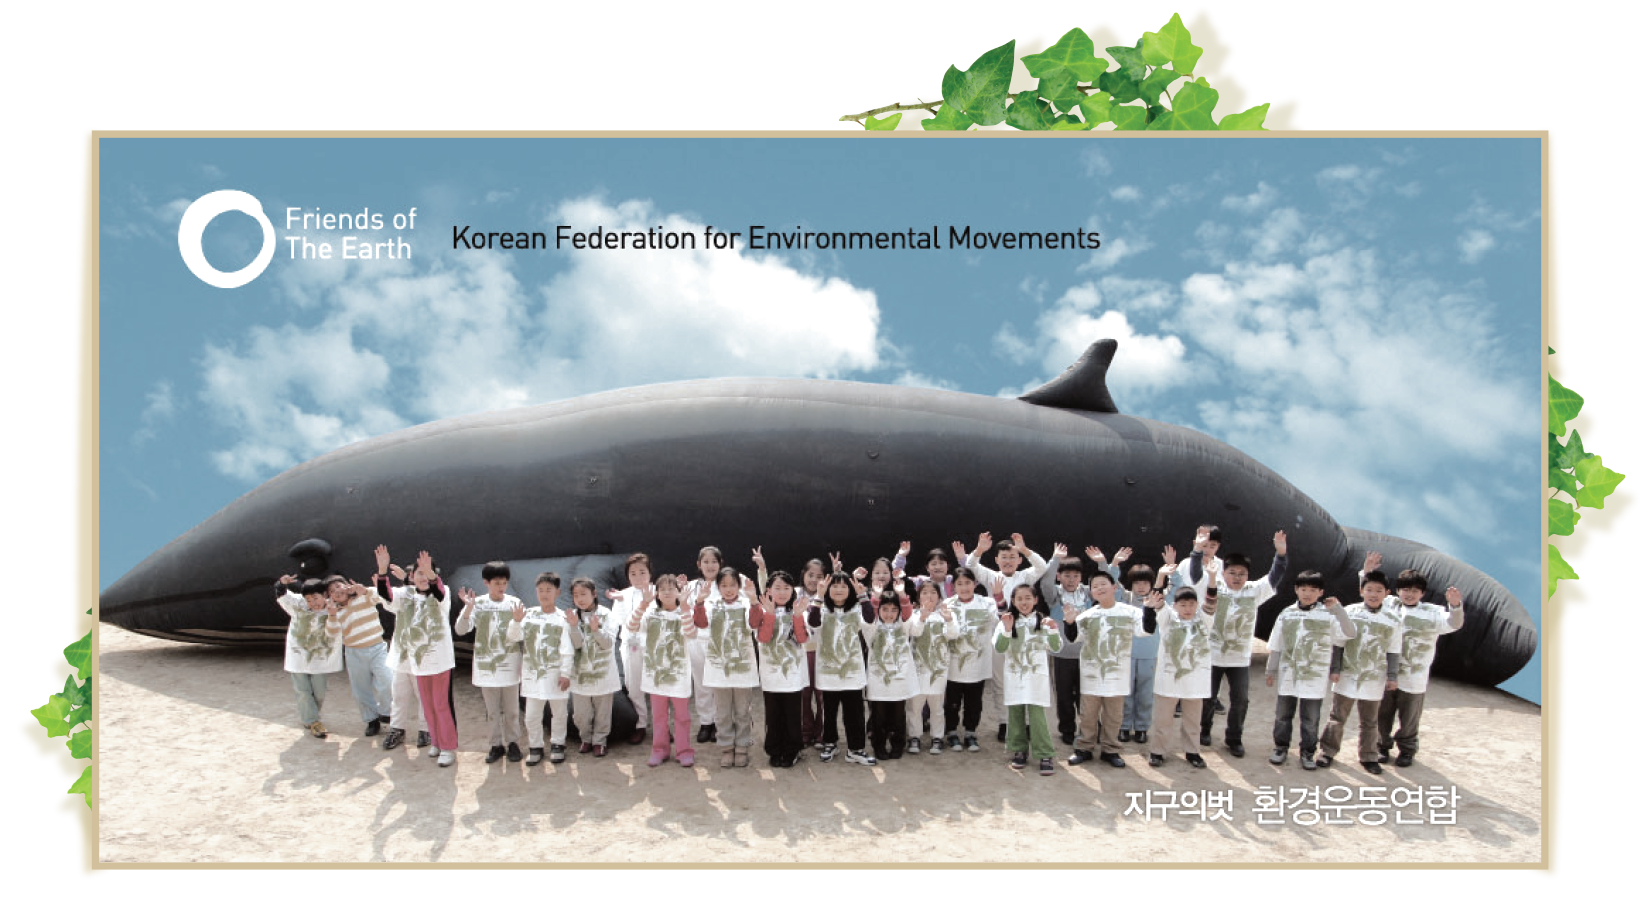 Friends of
The Earth
Korean Federation for Environmental Movements
지구의벗 환경운동연합